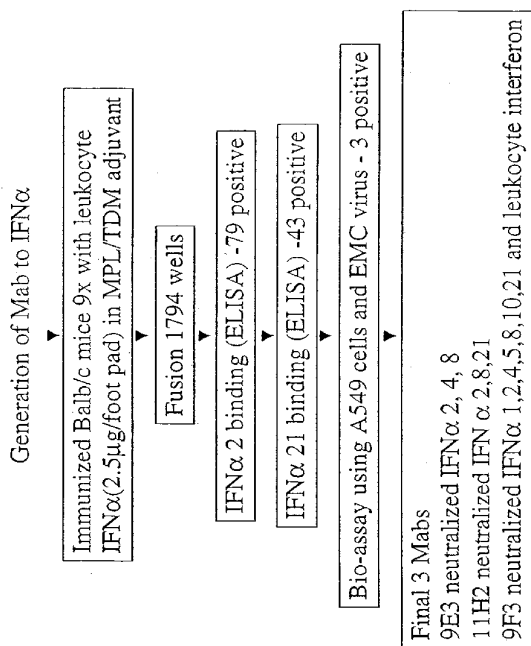 Generation of Mab to IFNα
Immunized Balb/c mice 9x with leukocyte
IFNα(2.5µg/foot pad) in MPL/TDM adjuvant
Fusion 1794 wells
IFNα 2 binding (ELISA) -79 positive
IFNα 21 binding (ELISA) -43 positive
Bio-assay using A549 cells and EMC virus - 3 positive
Final 3 Mabs
9E3 neutralized IFNα 2, 4, 8
11H2 neutralized IFN α 2,8,21
9F3 neutralized IFNα 1,2,4,5,8,10,21 and leukocyte interferon